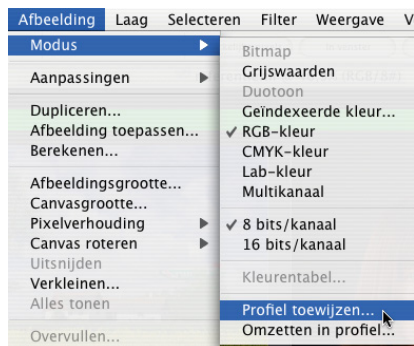 Afbeelding Laag Selecteren Filter Weergave V
Modus
Aanpassingen
Dupliceren...
Afbeelding toepassen...
Berekenen...
Afbeeldingsgrootte...
Canvasgrootte...
Pixelverhouding
Canvas roteren
Uitsnijden
Verkleinen...
Alles tonen
Overvullen...
Bitmap
Grijswaarden
Duotoon
Geïndexeerde kleur...
✓ RGB-kleur
CMYK-kleur
Lab-kleur
Multikanaal
✓ 8 bits/kanaal
16 bits/kanaal
Kleurentabel...
Profiel toewijzen...
Omzetten in profiel...